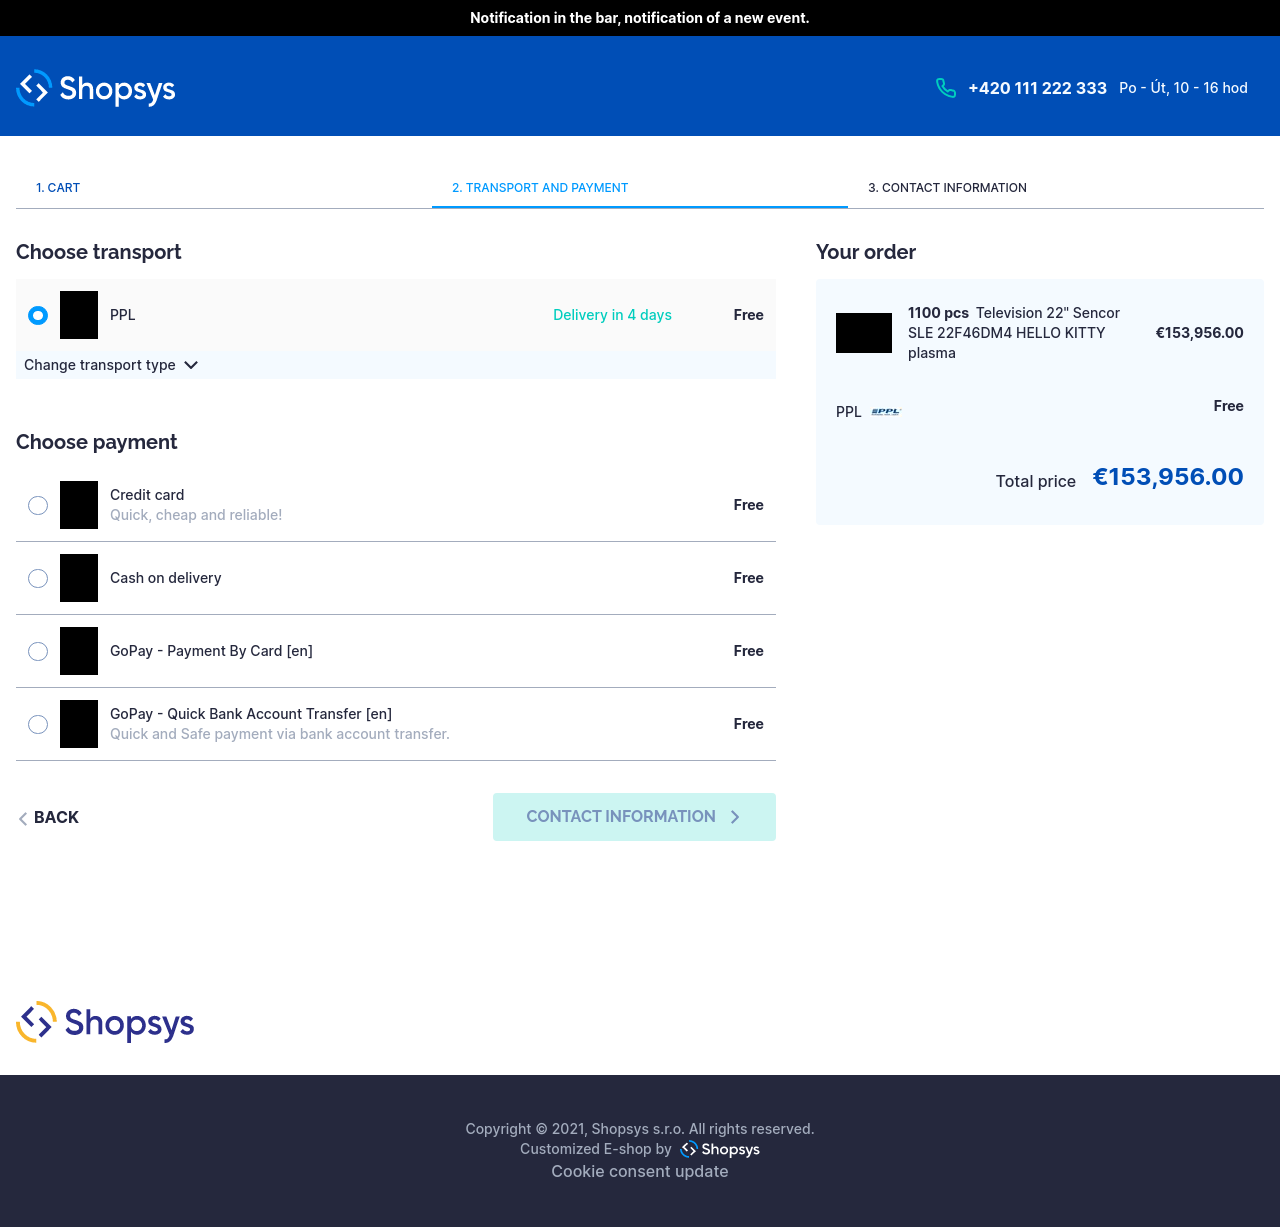 Notification in the bar, notification of a new event.
Shopsys
+420 111 222 333 Po - Út, 10 - 16 hod
1. CART
2. TRANSPORT AND PAYMENT
3. CONTACT INFORMATION
Choose transport
PPL Delivery in 4 days Free
Change transport type
Choose payment
Credit card
Quick, cheap and reliable!
Free
Cash on delivery Free
GoPay - Payment By Card [en] Free
GoPay - Quick Bank Account Transfer [en]
Quick and Safe payment via bank account transfer.
Free
BACK
CONTACT INFORMATION
Your order
1100 pcs Television 22" Sencor
SLE 22F46DM4 HELLO KITTY
plasma
€153,956.00
PPL PPL Free
Total price €153,956.00
Shopsys
Copyright © 2021, Shopsys s.r.o. All rights reserved.
Customized E-shop by Shopsys
Cookie consent update